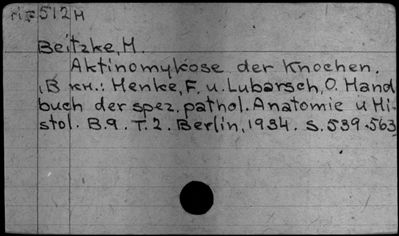 MF512H
Beitzke, H.
Aktinomykose der Knochen.
,В кн.: Henke, F. u. Lubarsch, O. Hand
buch der spez. pathol. Anatomie u Hi-
stol. B.9. T.2. Berlin, 1934. S. 539-563